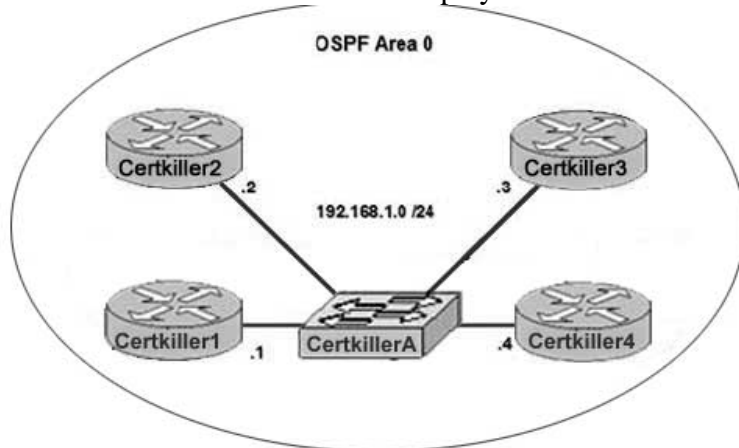 OSPF Area 0
Certkiller2
Certkiller3
.2
.3
192.168.1.0 /24
Certkiller1
CertkillerA
Certkiller4
.1
.4